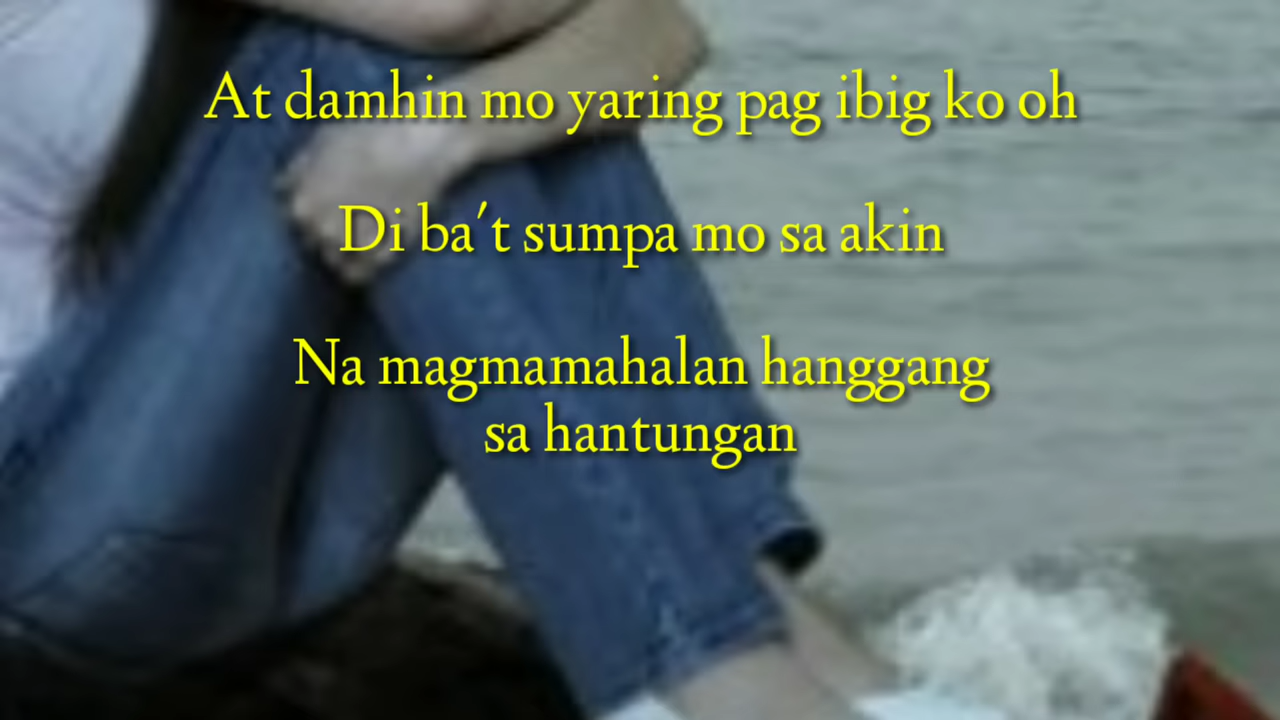 At damhin mo yaring pag ibig ko oh
Di ba't sumpa mo sa akin
Na magmamahalan hanggang
sa hantungan